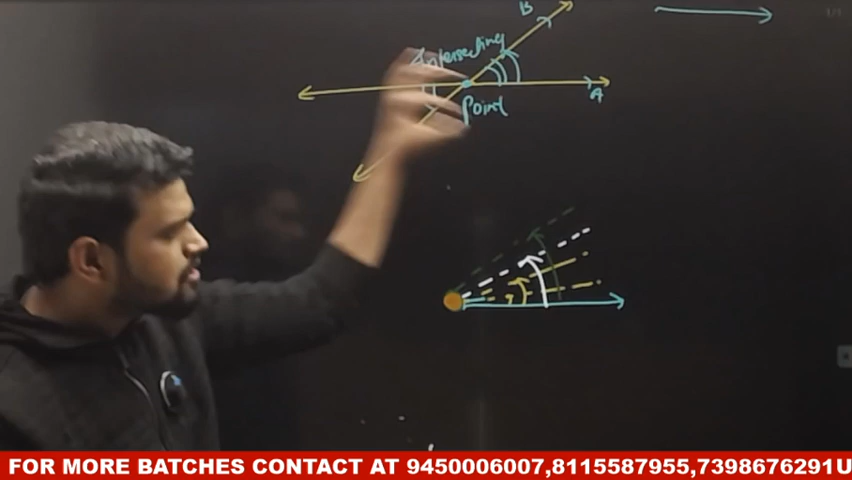 B
Intersecting
A
Point
FOR MORE BATCHES CONTACT AT 9450006007,8115587955,7398676291U